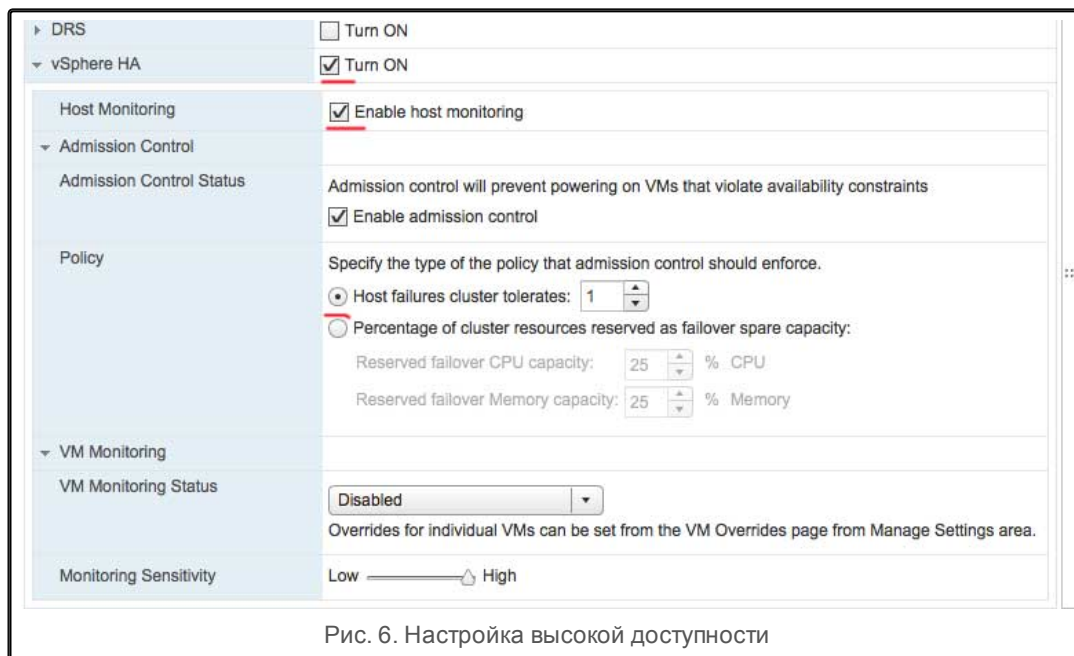 DRS Turn ON
vSphere HA Turn ON
Host Monitoring Enable host monitoring
Admission Control
Admission Control Status Admission control will prevent powering on VMs that violate availability constraints
Enable admission control
Policy Specify the type of the policy that admission control should enforce.
Host failures cluster tolerates: 1
Percentage of cluster resources reserved as failover spare capacity:
Reserved failover CPU capacity: 25 % CPU
Reserved failover Memory capacity: 25 % Memory
VM Monitoring
VM Monitoring Status Disabled
Overrides for individual VMs can be set from the VM Overrides page from Manage Settings area.
Monitoring Sensitivity Low High
Рис. 6. Настройка высокой доступности